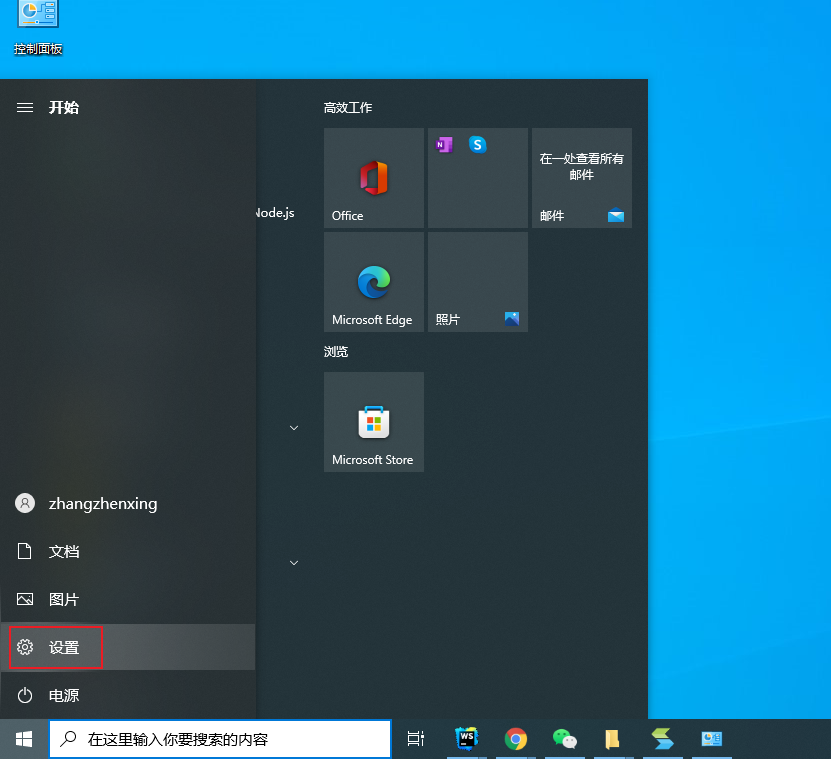 控制面板
开始
高效工作
Node.js
Office
N
S
在一处查看所有
邮件
邮件
Microsoft Edge
照片
浏览
Microsoft Store
zhangzhenxing
文档
图片
设置
电源
在这里输入你要搜索的内容
WS